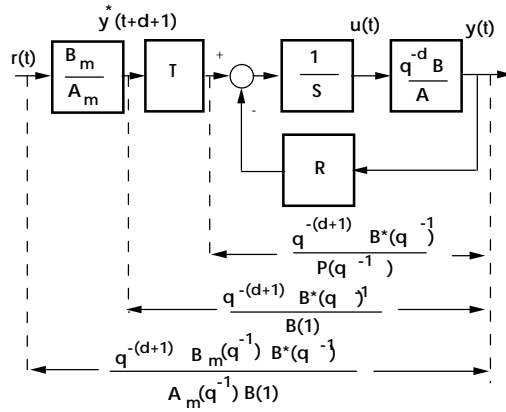 y*(t+d+1)
u(t)
y(t)
r(t)
B_m
A_m
T
+
-
1
S
q^-d B
A
R
q^-(d+1) B*(q^-1)
P(q^-1)
q^-(d+1) B*(q^-1)
B(1)
q^-(d+1) B_m(q^-1) B*(q^-1)
A_m(q^-1) B(1)